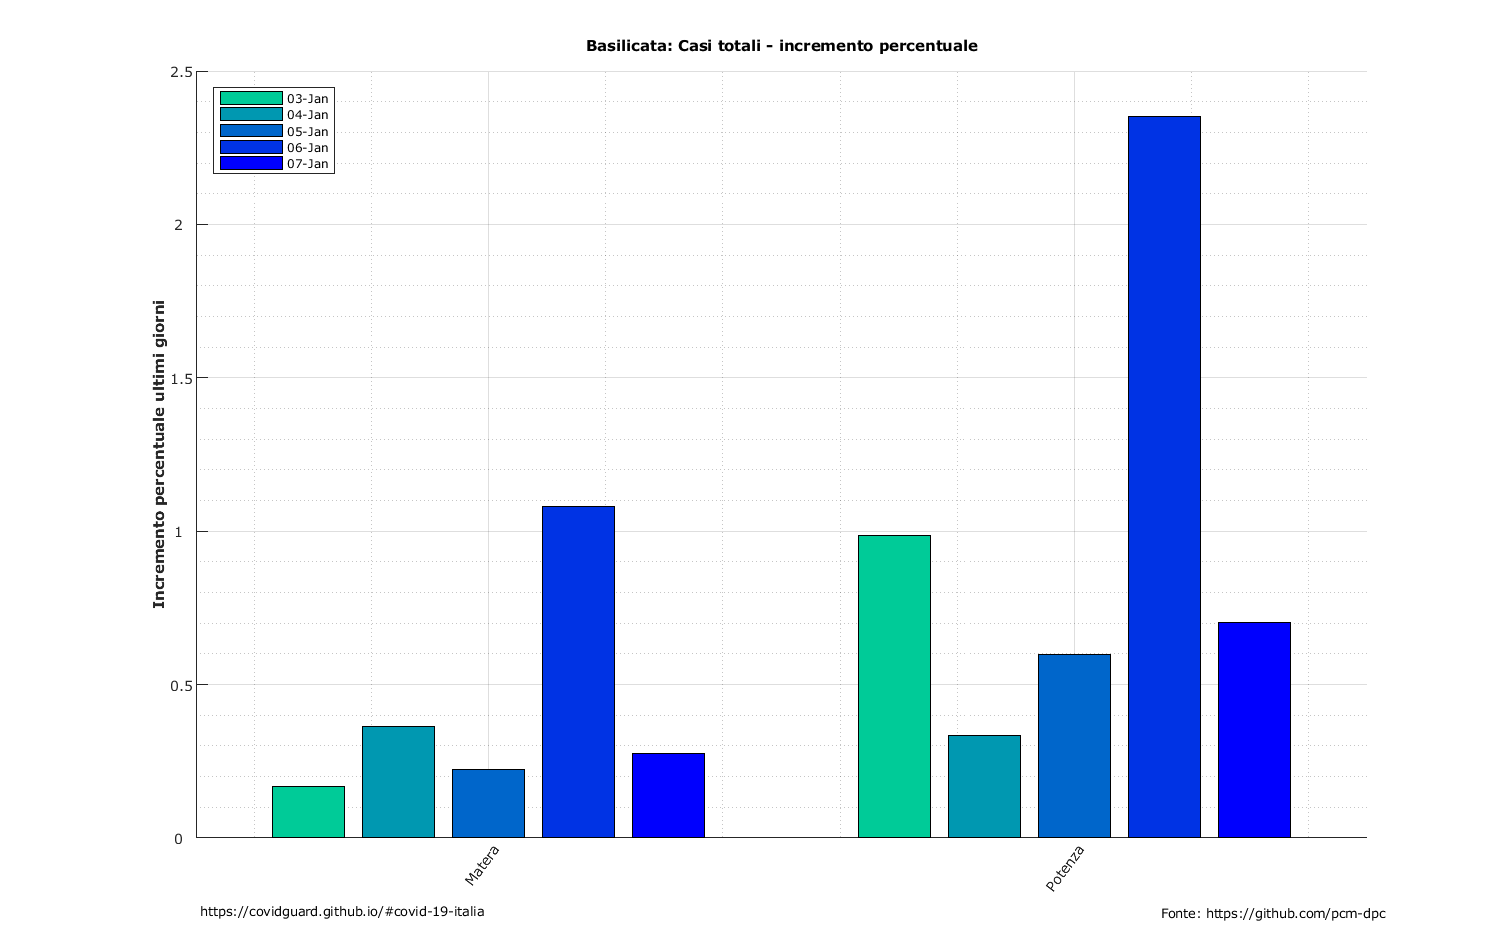 Basilicata: Casi totali - incremento percentuale
2.5
2
1.5
1
0.5
0
Incremento percentuale ultimi giorni
03-Jan
04-Jan
05-Jan
06-Jan
07-Jan
Matera
Potenza
https://covidguard.github.io/#covid-19-italia
Fonte: https://github.com/pcm-dpc